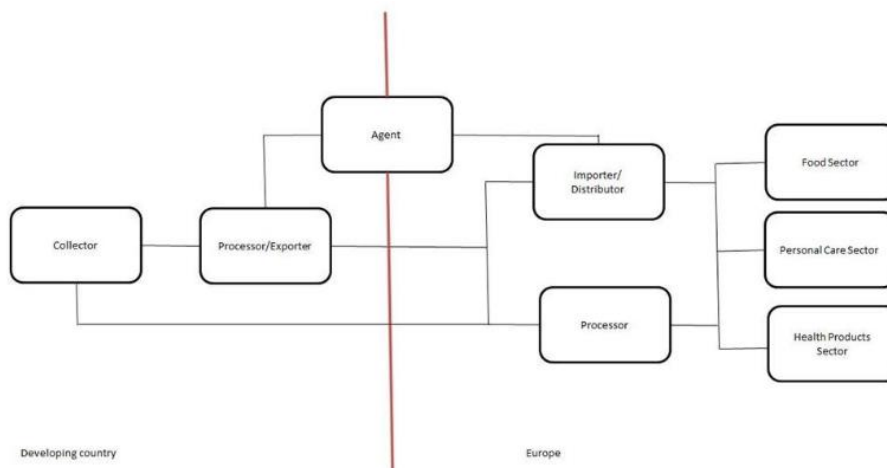 Agent
Importer/
Distributor
Food Sector
Collector
Processor/Exporter
Personal Care Sector
Processor
Health Products
Sector
Developing country
Europe